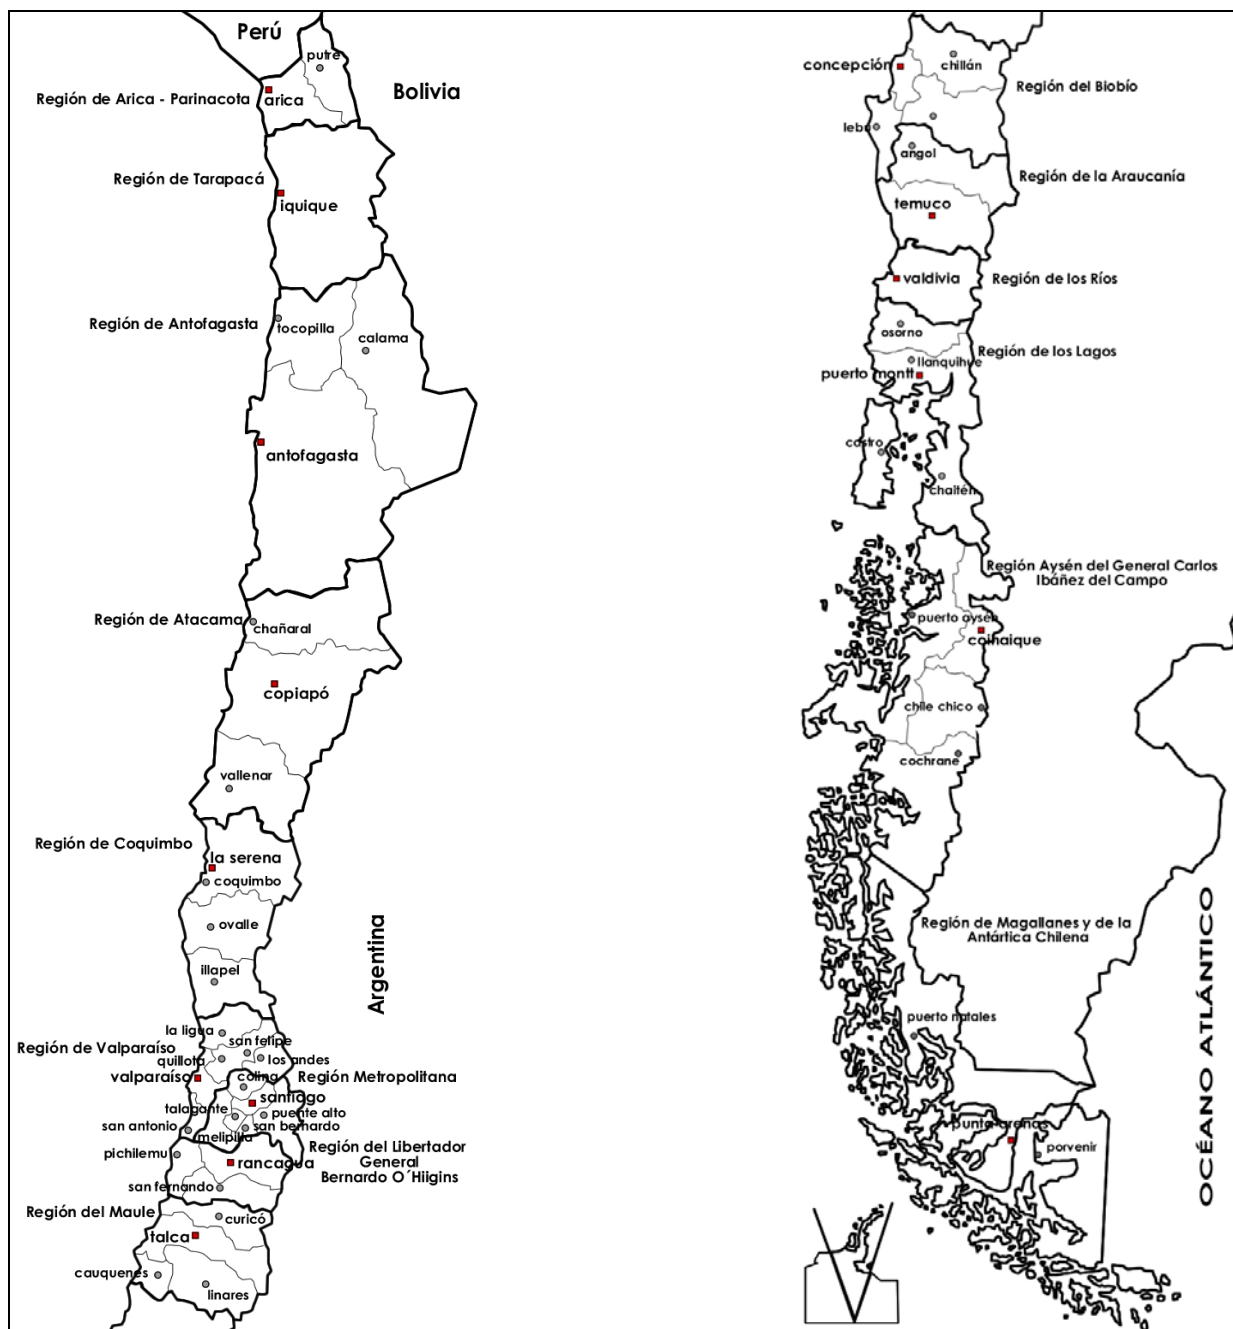 Perú
putre
Bolivia
Región de Arica - Parinacota
arica
Región de Tarapacá
iquique
Región de Antofagasta
tocopilla
calama
antofagasta
Región de Atacama
chañaral
copiapó
vallenar
Región de Coquimbo
la serena
coquimbo
ovalle
illapel
Argentina
la ligua
san felipe
Región de Valparaíso
quillota
los andes
valparaíso
colina
Región Metropolitana
santiago
talagante
puente alto
san antonio
san bernardo
melipilla
pichilemu
Región del Libertador
General
Bernardo O´Hiigins
rancagua
san fernando
Región del Maule
curicó
talca
cauquenes
linares
concepción
chillán
Región del Biobío
lebu
angol
Región de la Araucanía
temuco
valdivia
Región de los Ríos
osorno
Región de los Lagos
llanquihue
puerto montt
castro
chaitén
Región Aysén del General Carlos
Ibáñez del Campo
puerto aysén
coihaique
chile chico
cochrane
Región de Magallanes y de la
Antártica Chilena
OCÉANO ATLÁNTICO
puerto natales
punta arenas
porvenir